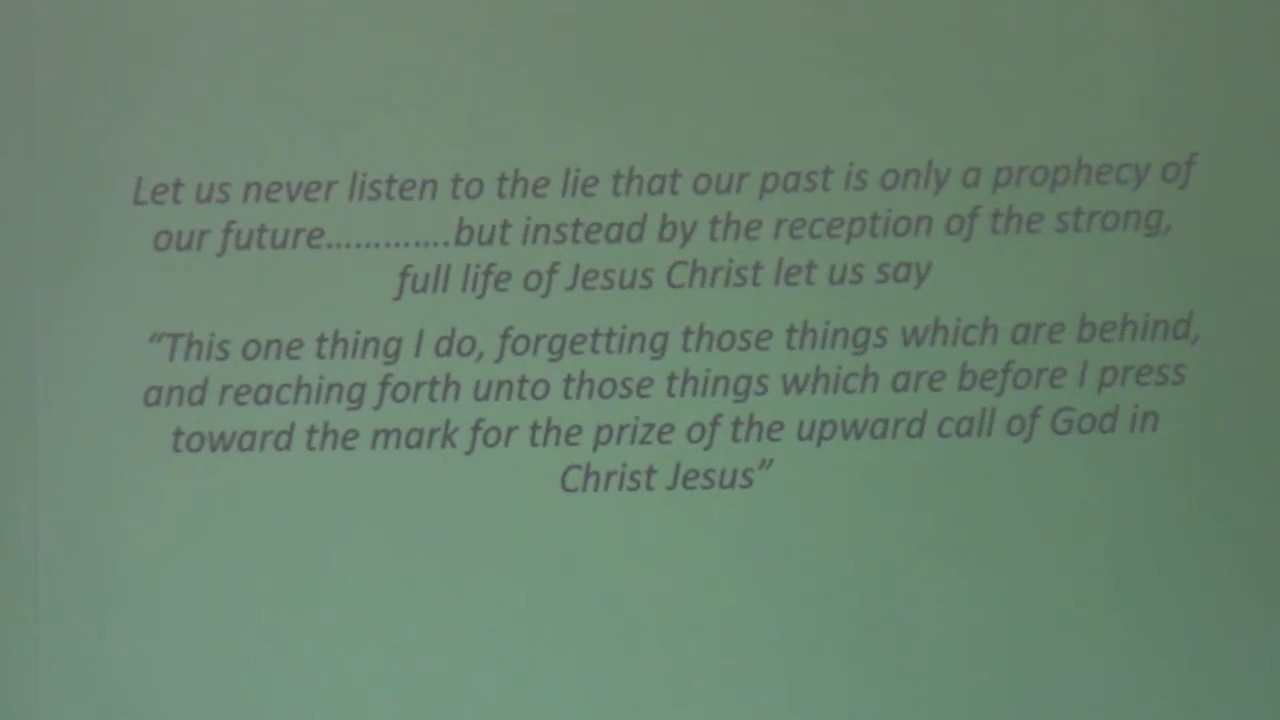 Let us never listen to the lie that our past is only a prophecy of
our future.............but instead by the reception of the strong,
full life of Jesus Christ let us say
“This one thing I do, forgetting those things which are behind,
and reaching forth unto those things which are before I press
toward the mark for the prize of the upward call of God in
Christ Jesus”